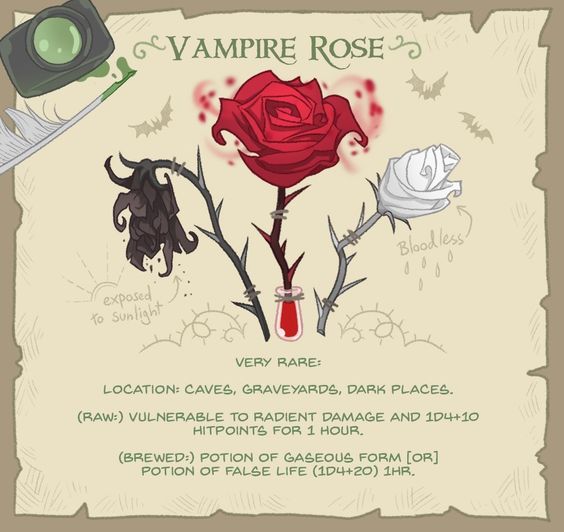 VAMPIRE ROSE
Bloodless
exposed
to sunlight
VERY RARE:
LOCATION: CAVES, GRAVEYARDS, DARK PLACES.
(RAW:) VULNERABLE TO RADIENT DAMAGE AND 1D4+10
HITPOINTS FOR 1 HOUR.
(BREWED:) POTION OF GASEOUS FORM [OR]
POTION OF FALSE LIFE (1D4+20) 1HR.